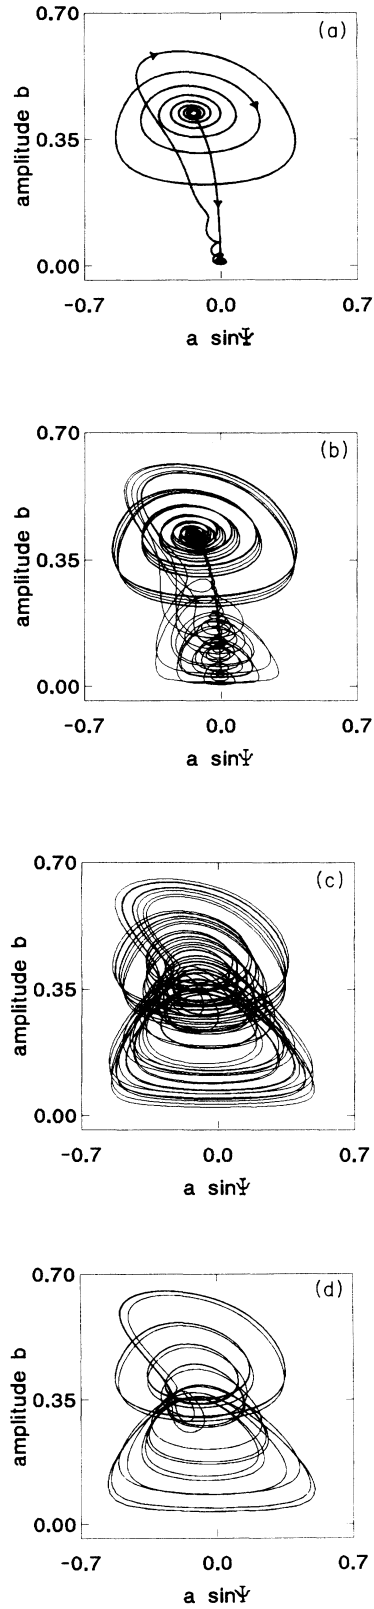 0.70
(a)
amplitude b
0.35
0.00
-0.7
0.0
0.7
a sinΨ
0.70
(b)
amplitude b
0.35
0.00
-0.7
0.0
0.7
a sinΨ
0.70
(c)
amplitude b
0.35
0.00
-0.7
0.0
0.7
a sinΨ
0.70
(d)
amplitude b
0.35
0.00
-0.7
0.0
0.7
a sinΨ